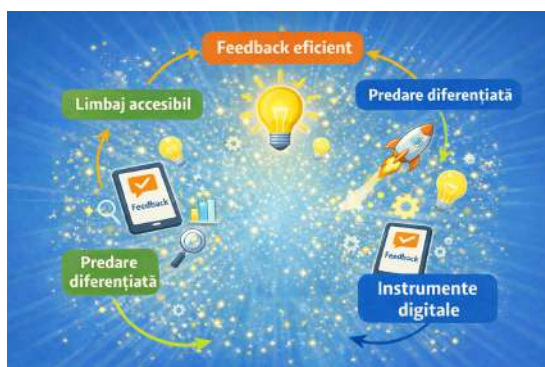 Feedback eficient
Limbaj accesibil
Predare diferențiată
Feedback
Feedback
Predare
diferențiată
Instrumente
digitale